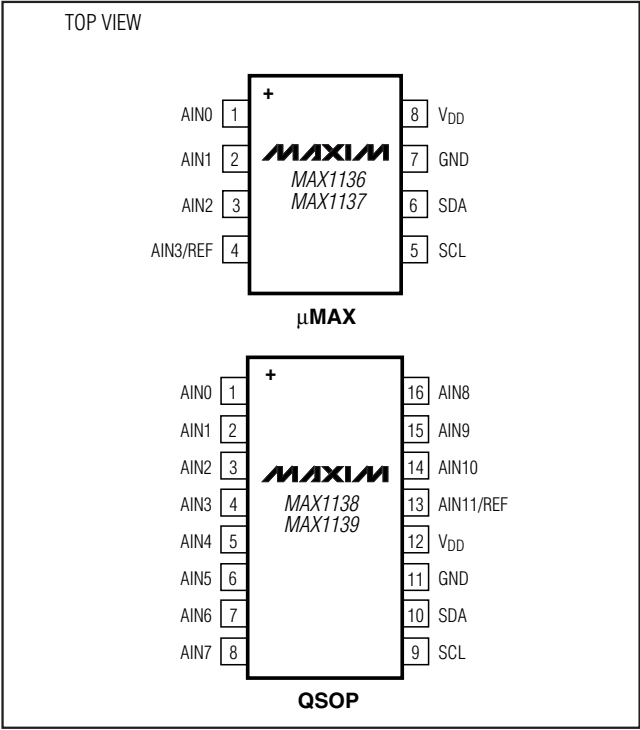 TOP VIEW
+
AIN0 1 8 VDD
AIN1 2 MAXIM 7 GND
MAX1136
MAX1137
AIN2 3 6 SDA
AIN3/REF 4 5 SCL
μMAX
+
AIN0 1 16 AIN8
AIN1 2 15 AIN9
AIN2 3 MAXIM 14 AIN10
AIN3 4 MAX1138 13 AIN11/REF
MAX1139
AIN4 5 12 VDD
AIN5 6 11 GND
AIN6 7 10 SDA
AIN7 8 9 SCL
QSOP